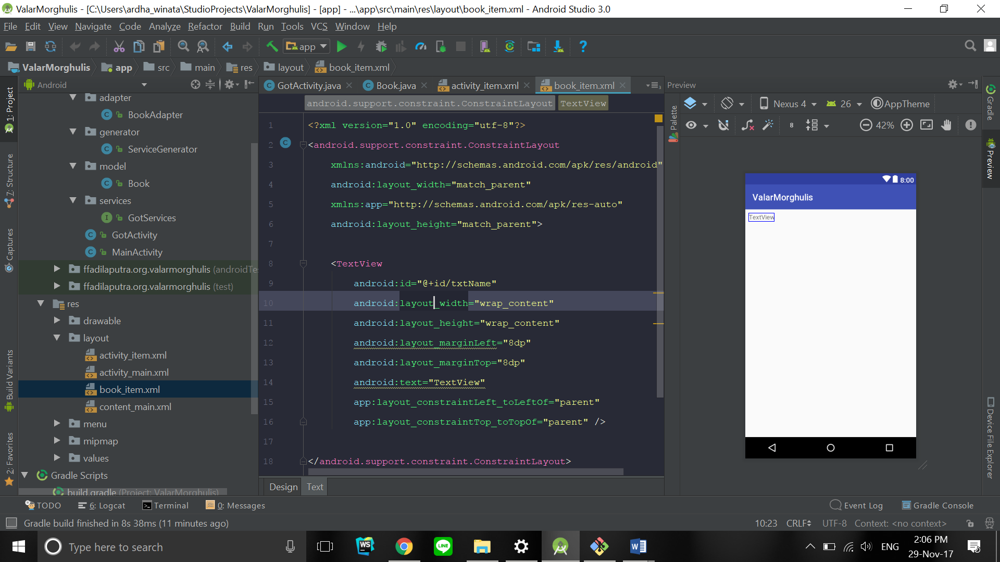 ValarMorghulis - [C:\Users\ardha_winata\StudioProjects\ValarMorghulis] - [app] - ...\app\src\main\res\layout\book_item.xml - Android Studio 3.0
File Edit View Navigate Code Analyze Refactor Build Run Tools VCS Window Help
app
ValarMorghulis app src main res layout book_item.xml
Android
GotActivity.java Book.java activity_item.xml book_item.xml
Preview
android.support.constraint.ConstraintLayout TextView
Nexus 4 26 AppTheme
8 42%
1: Project
7: Structure
Captures
Build Variants
2: Favorites
adapter
BookAdapter
generator
ServiceGenerator
model
Book
services
GotServices
GotActivity
MainActivity
ffadilaputra.org.valarmorghulis (androidTe
ffadilaputra.org.valarmorghulis (test)
res
drawable
layout
activity_item.xml
activity_main.xml
book_item.xml
content_main.xml
menu
mipmap
values
Gradle Scripts
build.gradle (Project: ValarMorghulis)
1 <?xml version="1.0" encoding="utf-8"?>
2 <android.support.constraint.ConstraintLayout
3 xmlns:android="http://schemas.android.com/apk/res/android"
4 android:layout_width="match_parent"
5 xmlns:app="http://schemas.android.com/apk/res-auto"
6 android:layout_height="match_parent">
7
8 <TextView
9 android:id="@+id/txtName"
10 android:layout_width="wrap_content"
11 android:layout_height="wrap_content"
12 android:layout_marginLeft="8dp"
13 android:layout_marginTop="8dp"
14 android:text="TextView"
15 app:layout_constraintLeft_toLeftOf="parent"
16 app:layout_constraintTop_toTopOf="parent" />
17
18 </android.support.constraint.ConstraintLayout>
Design Text
Palette
8:00
ValarMorghulis
TextView
Gradle
Preview
Device File Explorer
TODO 6: Logcat Terminal 0: Messages Event Log Gradle Console
Gradle build finished in 8s 38ms (11 minutes ago) 10:23 CRLF UTF-8 Context: <no context>
Type here to search
WS
LINE
ENG
2:06 PM
29-Nov-17